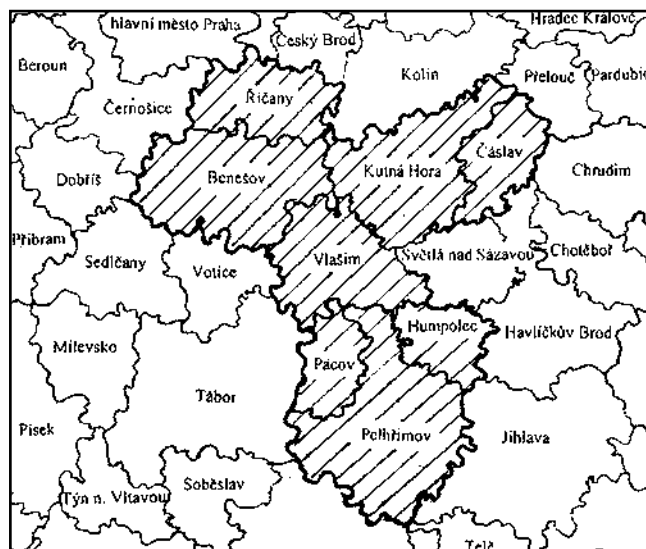 hlavní město Praha
Hradec Králové
Český Brod
Beroun
Kolín
Přelouč
Pardubic
Říčany
Černošice
Čáslav
Dobříš
Benešov
Kutná Hora
Chrudim
Příbram
Sedlčany
Votice
Vlašim
Světlá nad Sázavou
Chotěboř
Milevsko
Humpolec
Havlíčkův Brod
Pacov
Tábor
Písek
Pelhřimov
Jihlava
Týn n. Vltavou
Soběslav
Telč